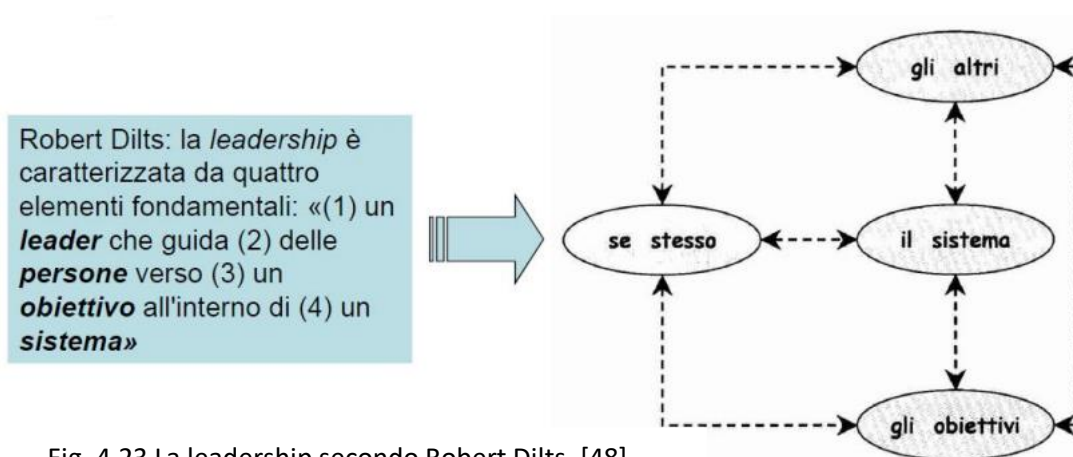 Robert Dilts: la leadership è
caratterizzata da quattro
elementi fondamentali: «(1) un
leader che guida (2) delle
persone verso (3) un
obiettivo all'interno di (4) un
sistema»
gli altri
se stesso
il sistema
gli obiettivi
Fig. 4.23 La leadership secondo Robert Dilts. [48]